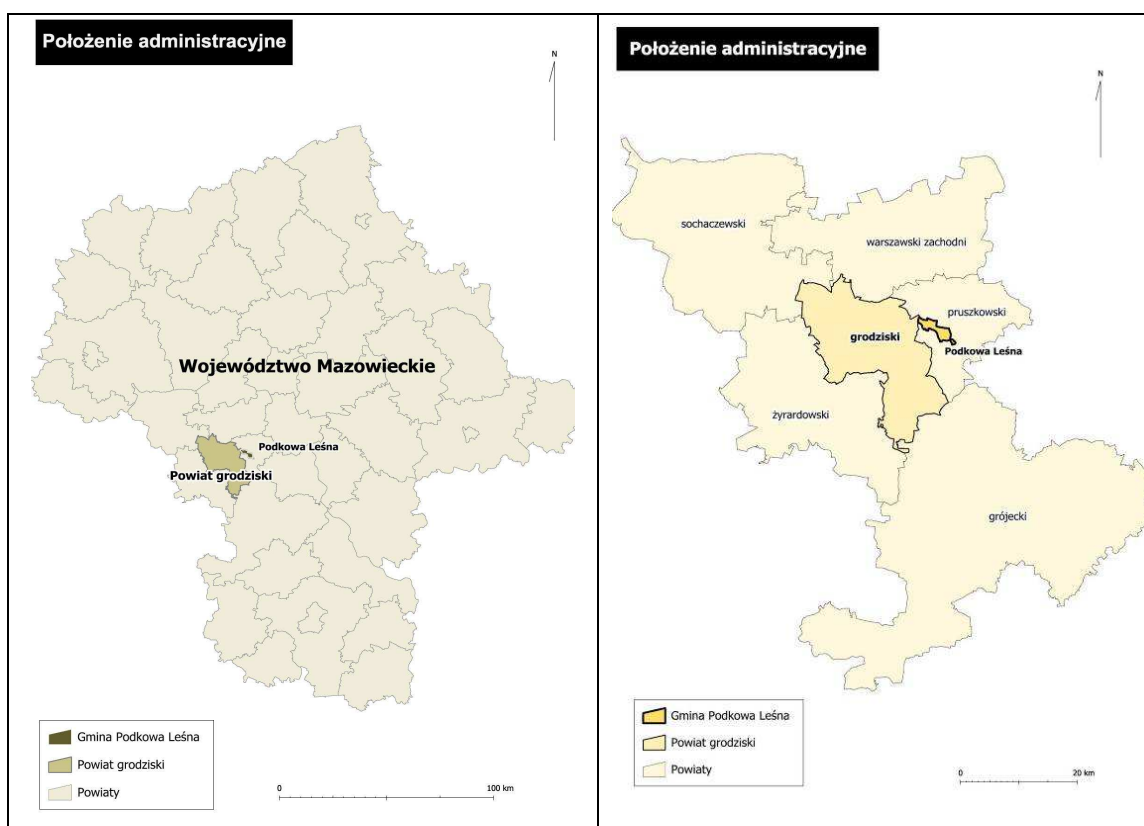 Położenie administracyjne
N
Województwo Mazowieckie
Podkowa Leśna
Powiat grodziski
Gmina Podkowa Leśna
Powiat grodziski
Powiaty
0
100 km
Położenie administracyjne
N
sochaczewski
warszawski zachodni
pruszkowski
grodziski
Podkowa Leśna
żyrardowski
grójecki
Gmina Podkowa Leśna
Powiat grodziski
Powiaty
0
20 km